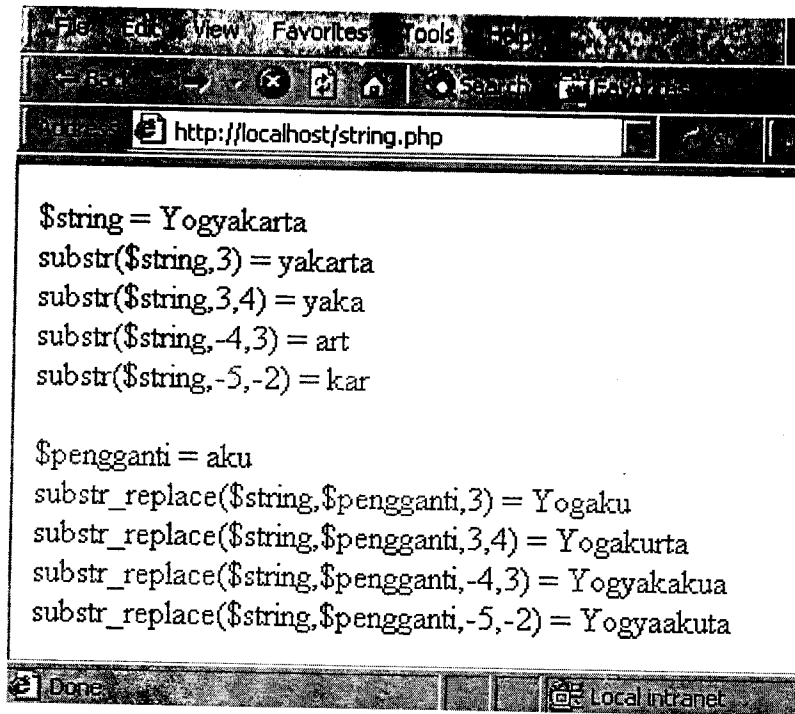 File Edit View Favorites Tools Help
Back Search Favorites
Address http://localhost/string.php Go
$string = Yogyakarta
substr($string,3) = yakarta
substr($string,3,4) = yaka
substr($string,-4,3) = art
substr($string,-5,-2) = kar
$pengganti = aku
substr_replace($string,$pengganti,3) = Yogaku
substr_replace($string,$pengganti,3,4) = Yogakurta
substr_replace($string,$pengganti,-4,3) = Yogyakakua
substr_replace($string,$pengganti,-5,-2) = Yogyaakuta
Done Local intranet